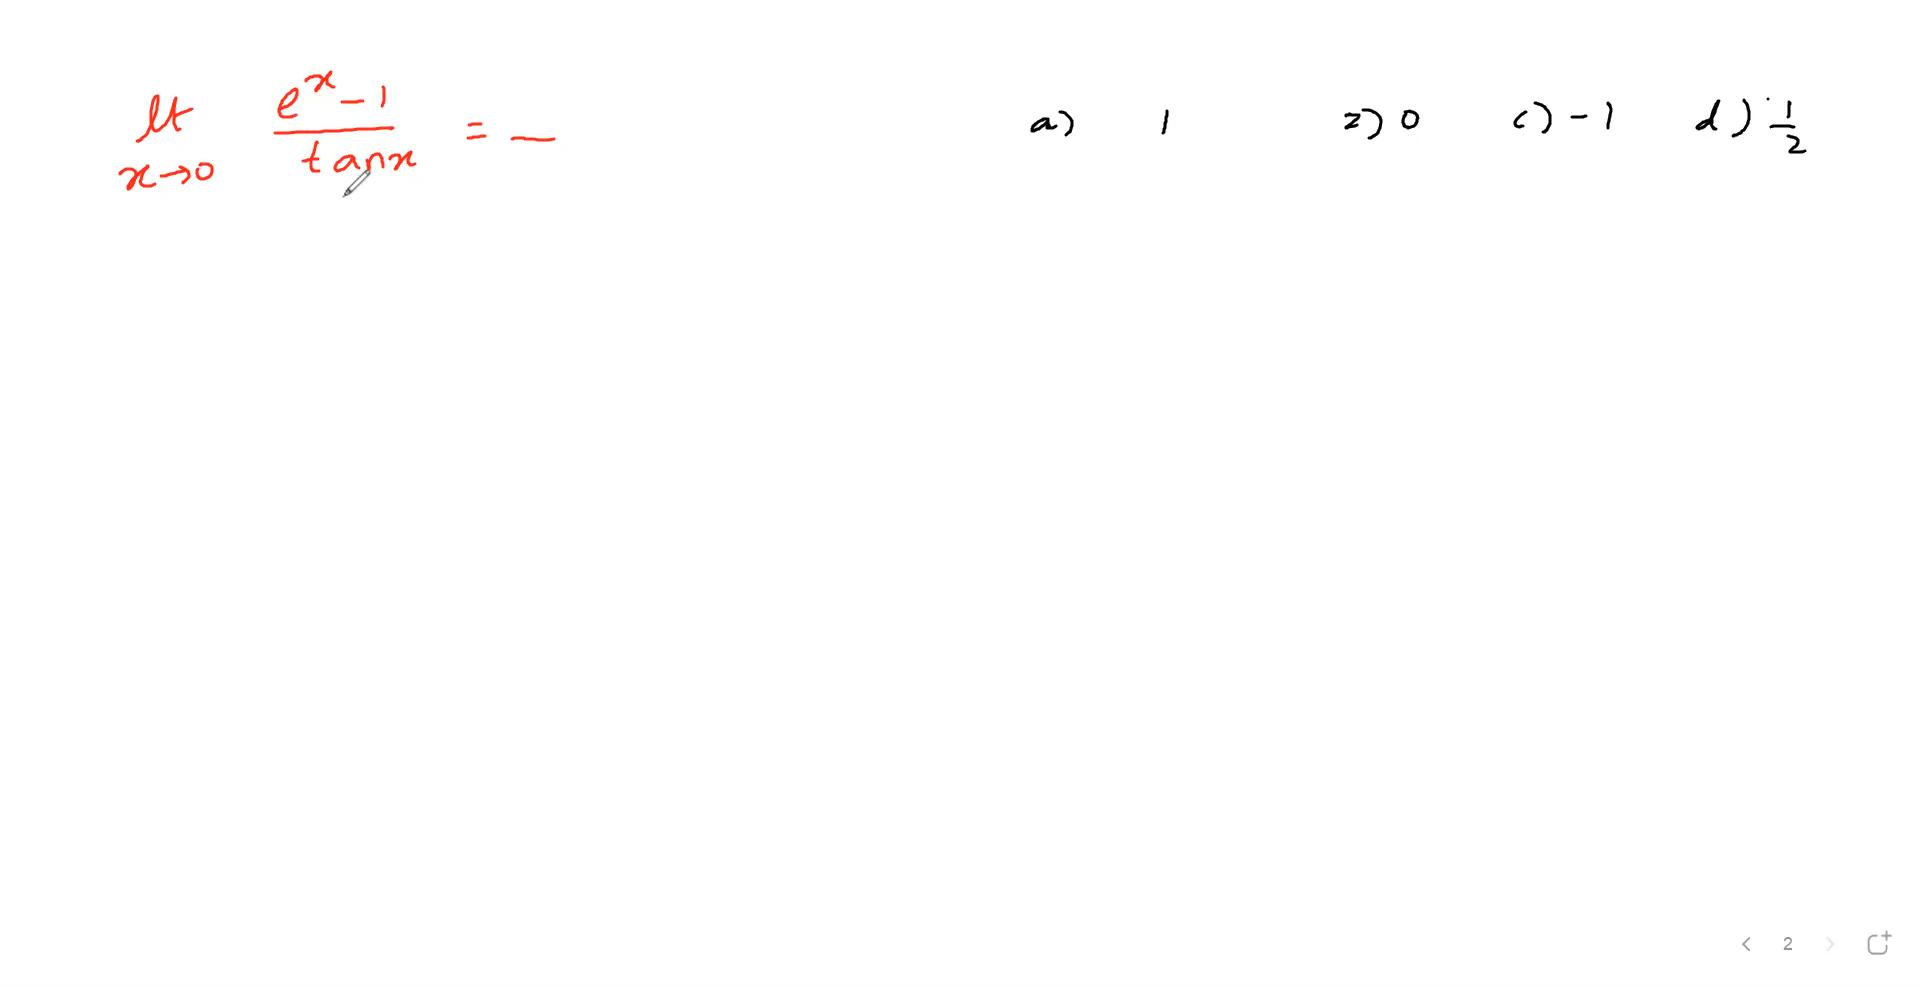 lt x→0 e^x - 1 / tan x = __
a) 1 2) 0 c) -1 d) 1/2
2